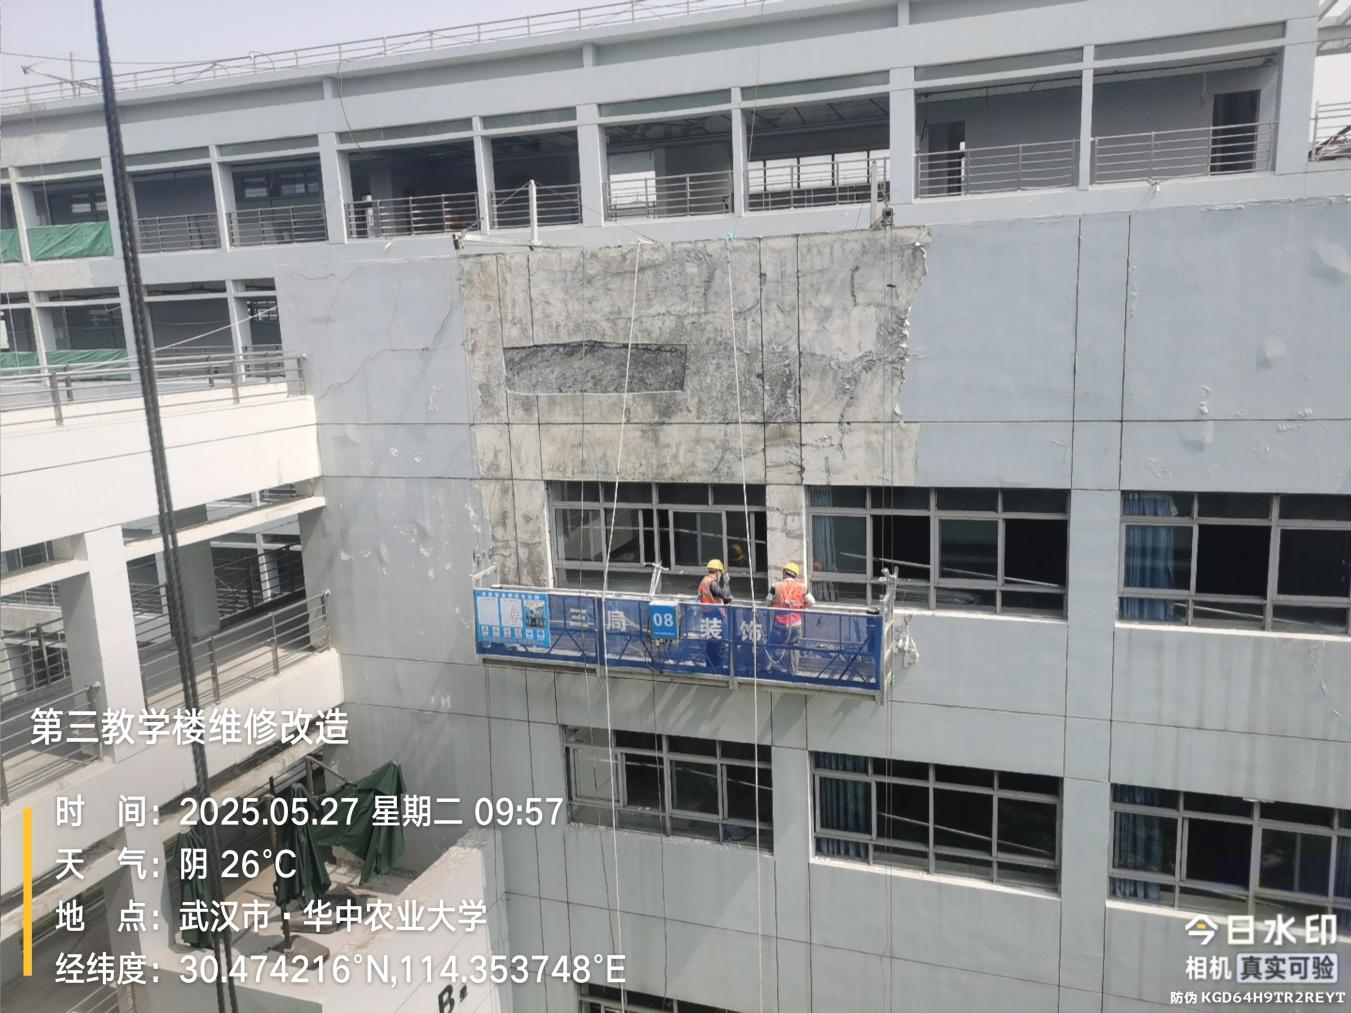 三局 08 装饰
第三教学楼维修改造
时 间：2025.05.27 星期二 09:57
天 气：阴 26°C
地 点：武汉市·华中农业大学
经纬度：30.474216°N,114.353748°E
B
今日水印
相机 真实可验
防伪 KGD64H9TR2REYT